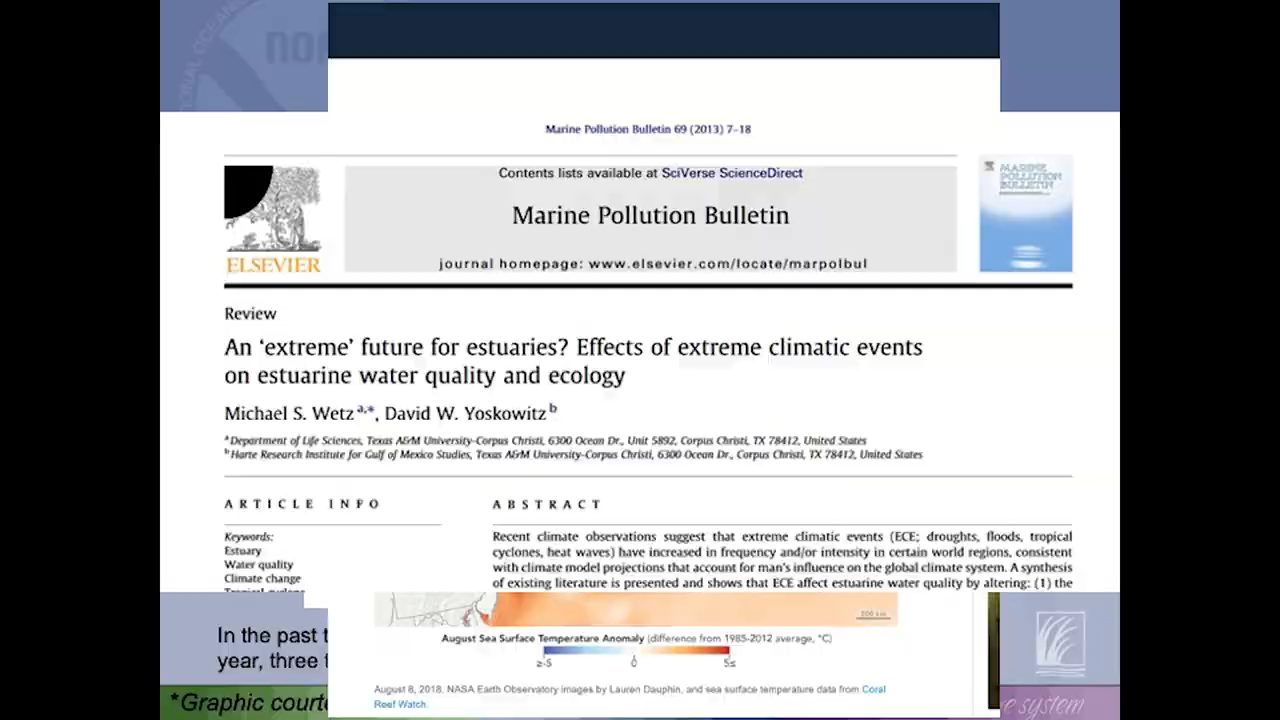 Marine Pollution Bulletin 69 (2013) 7–18
Contents lists available at SciVerse ScienceDirect
Marine Pollution Bulletin
journal homepage: www.elsevier.com/locate/marpolbul
ELSEVIER
MARINE
POLLUTION
BULLETIN
Review
An ‘extreme’ future for estuaries? Effects of extreme climatic events
on estuarine water quality and ecology
Michael S. Wetz a,*, David W. Yoskowitz b
a Department of Life Sciences, Texas A&M University-Corpus Christi, 6300 Ocean Dr., Unit 5892, Corpus Christi, TX 78412, United States
b Harte Research Institute for Gulf of Mexico Studies, Texas A&M University-Corpus Christi, 6300 Ocean Dr., Corpus Christi, TX 78412, United States
ARTICLE INFO
Keywords:
Estuary
Water quality
Climate change
ABSTRACT
Recent climate observations suggest that extreme climatic events (ECE; droughts, floods, tropical
cyclones, heat waves) have increased in frequency and/or intensity in certain world regions, consistent
with climate model projections that account for man's influence on the global climate system. A synthesis
of existing literature is presented and shows that ECE affect estuarine water quality by altering: (1) the
In the past
year, three
*Graphic
August Sea Surface Temperature Anomaly (difference from 1985-2012 average, °C)
≥-5 0 5≤
August 8, 2018. NASA Earth Observatory images by Lauren Dauphin, and sea surface temperature data from Coral
Reef Watch.
e system